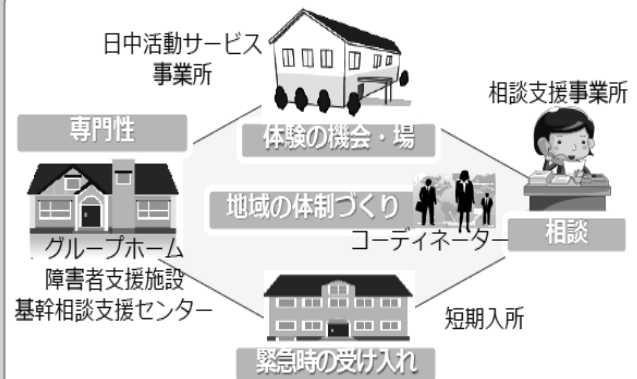 日中活動サービス
事業所
体験の機会・場
相談支援事業所
専門性
地域の体制づくり
コーディネーター
相談
グループホーム
障害者支援施設
基幹相談支援センター
短期入所
緊急時の受け入れ